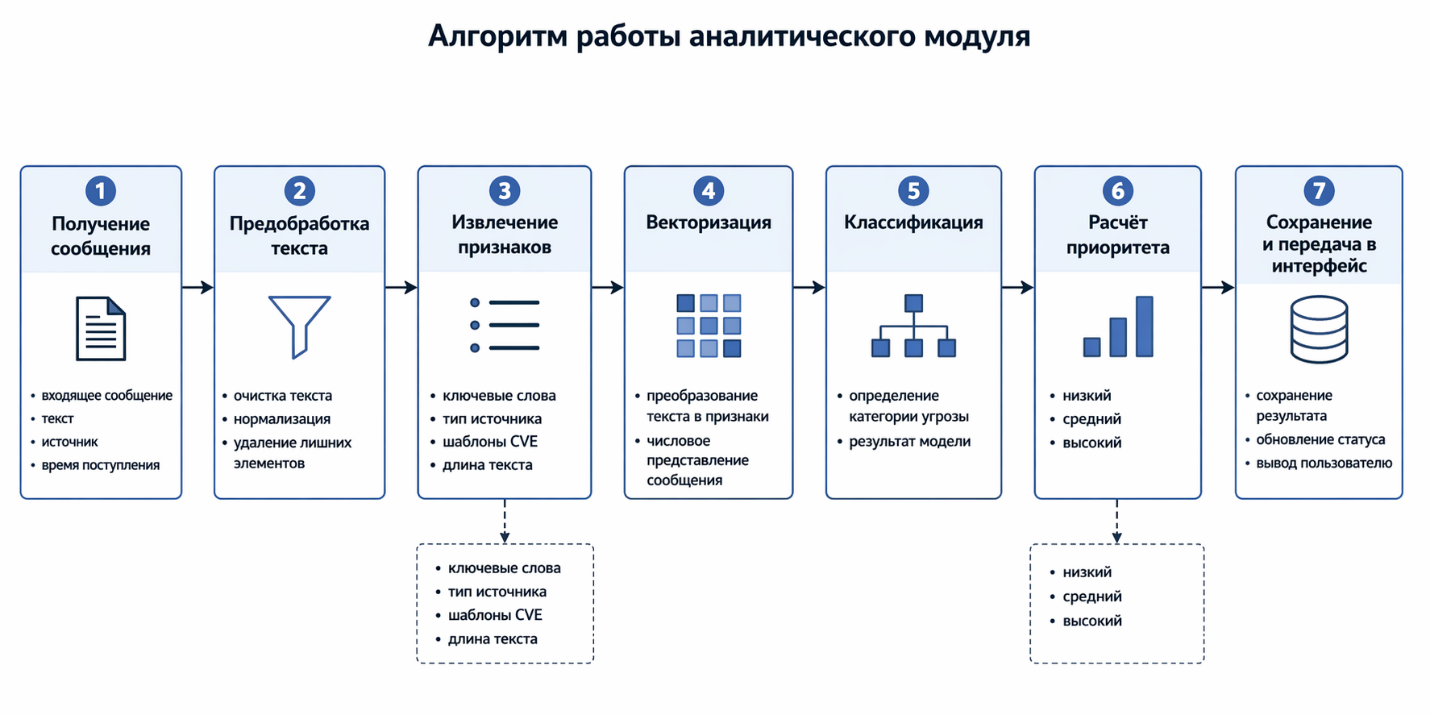 Алгоритм работы аналитического модуля
1
Получение
сообщения
• входящее сообщение
• текст
• источник
• время поступления
2
Предобработка
текста
• очистка текста
• нормализация
• удаление лишних
элементов
3
Извлечение
признаков
• ключевые слова
• тип источника
• шаблоны CVE
• длина текста
4
Векторизация
• преобразование
текста в признаки
• числовое
представление
сообщения
5
Классификация
• определение
категории угрозы
• результат модели
6
Расчёт
приоритета
• низкий
• средний
• высокий
7
Сохранение
и передача в
интерфейс
• сохранение
результата
• обновление статуса
• вывод пользователю
• ключевые слова
• тип источника
• шаблоны CVE
• длина текста
• низкий
• средний
• высокий